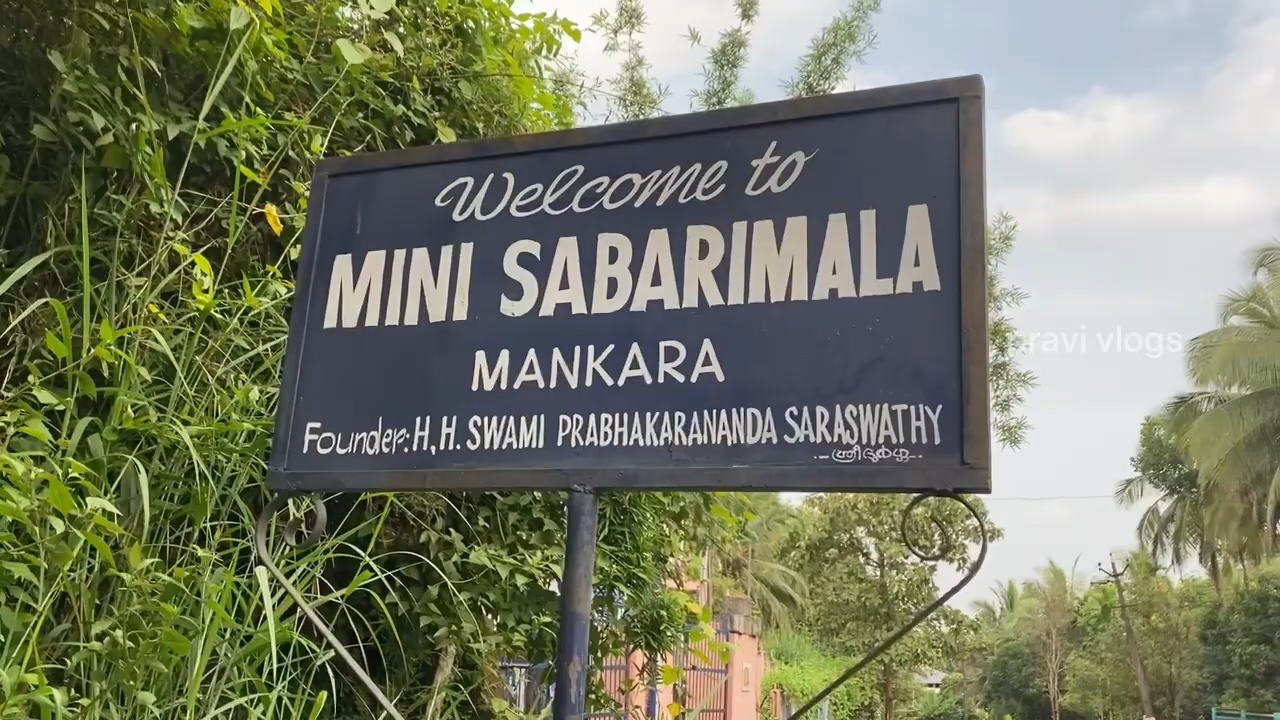 Welcome to
MINI SABARIMALA
MANKARA
Founder: H.H. SWAMI PRABHAKARANANDA SARASWATHY
ravi vlogs